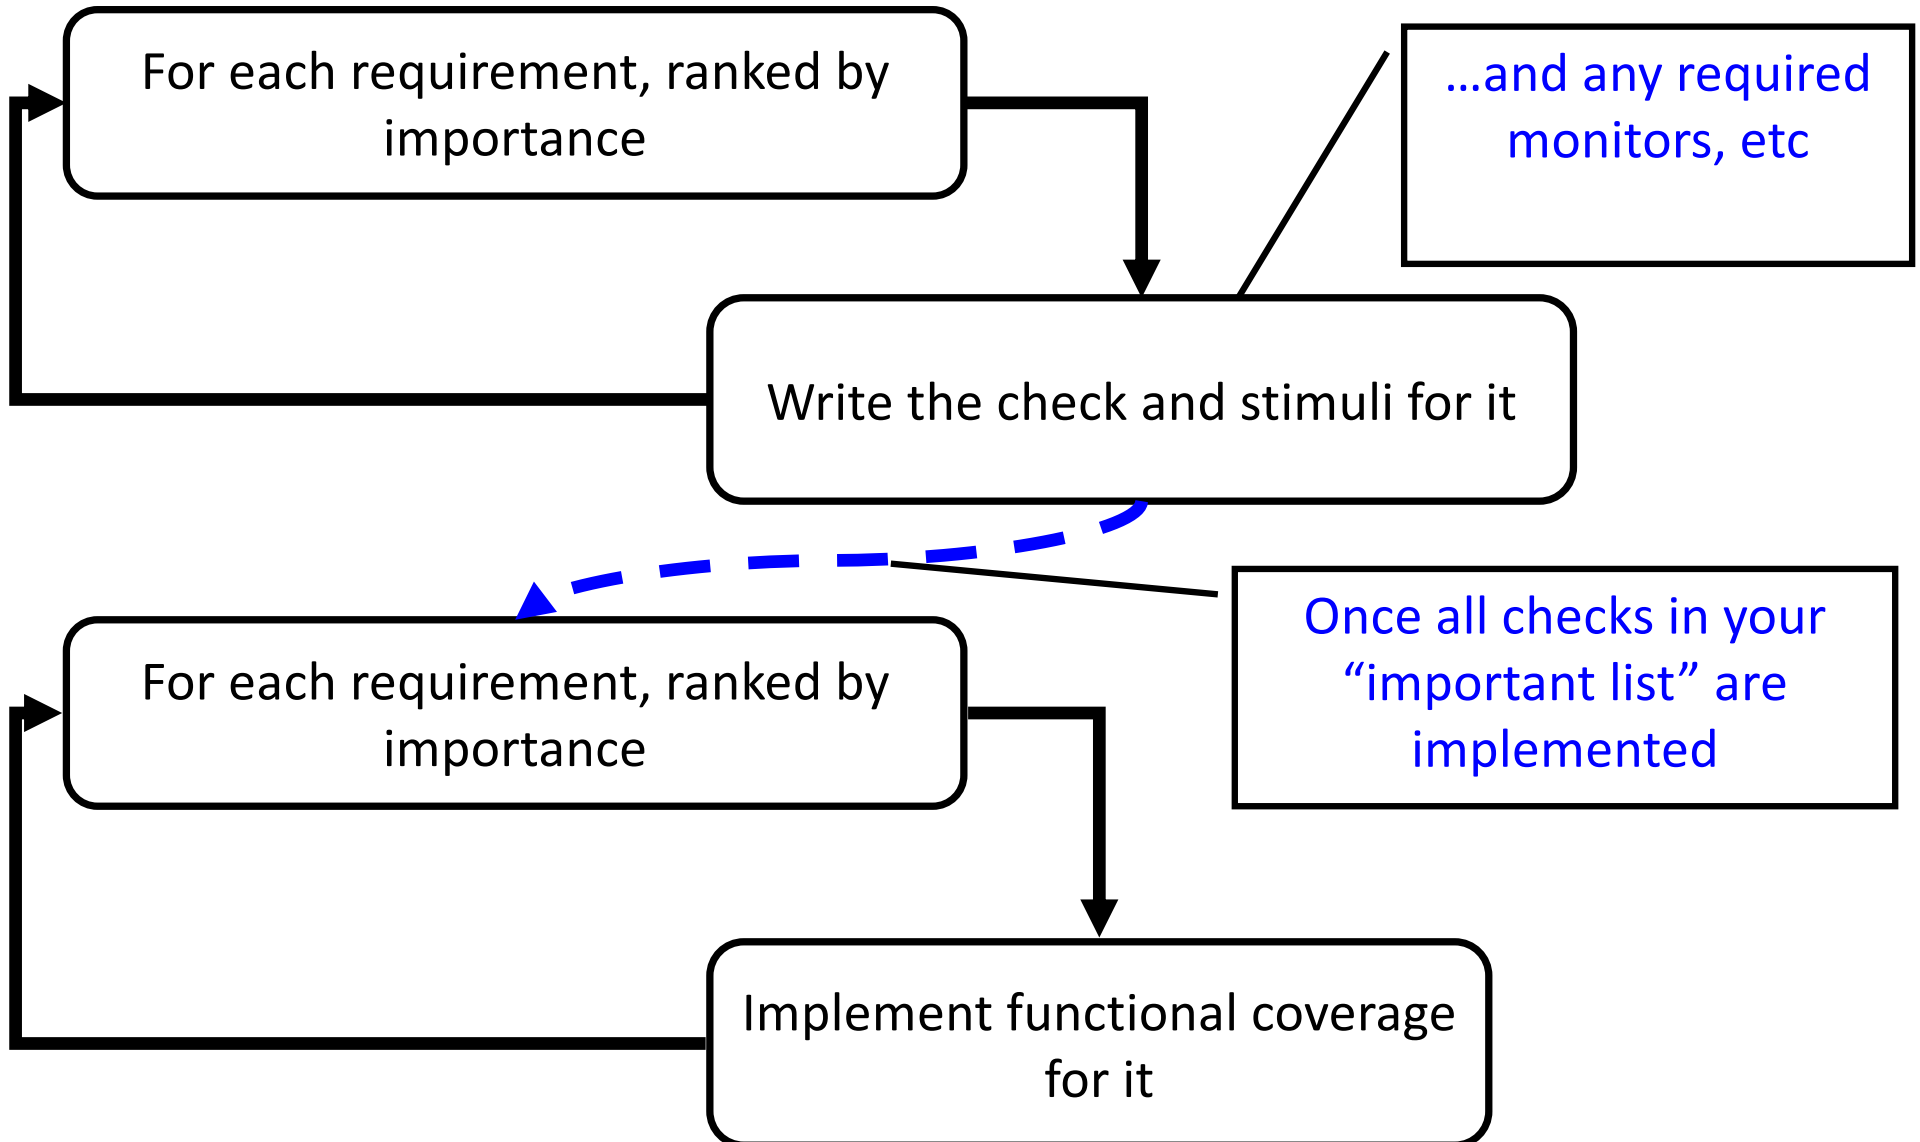 For each requirement, ranked by
importance
...and any required
monitors, etc
Write the check and stimuli for it
Once all checks in your
“important list” are
implemented
For each requirement, ranked by
importance
Implement functional coverage
for it